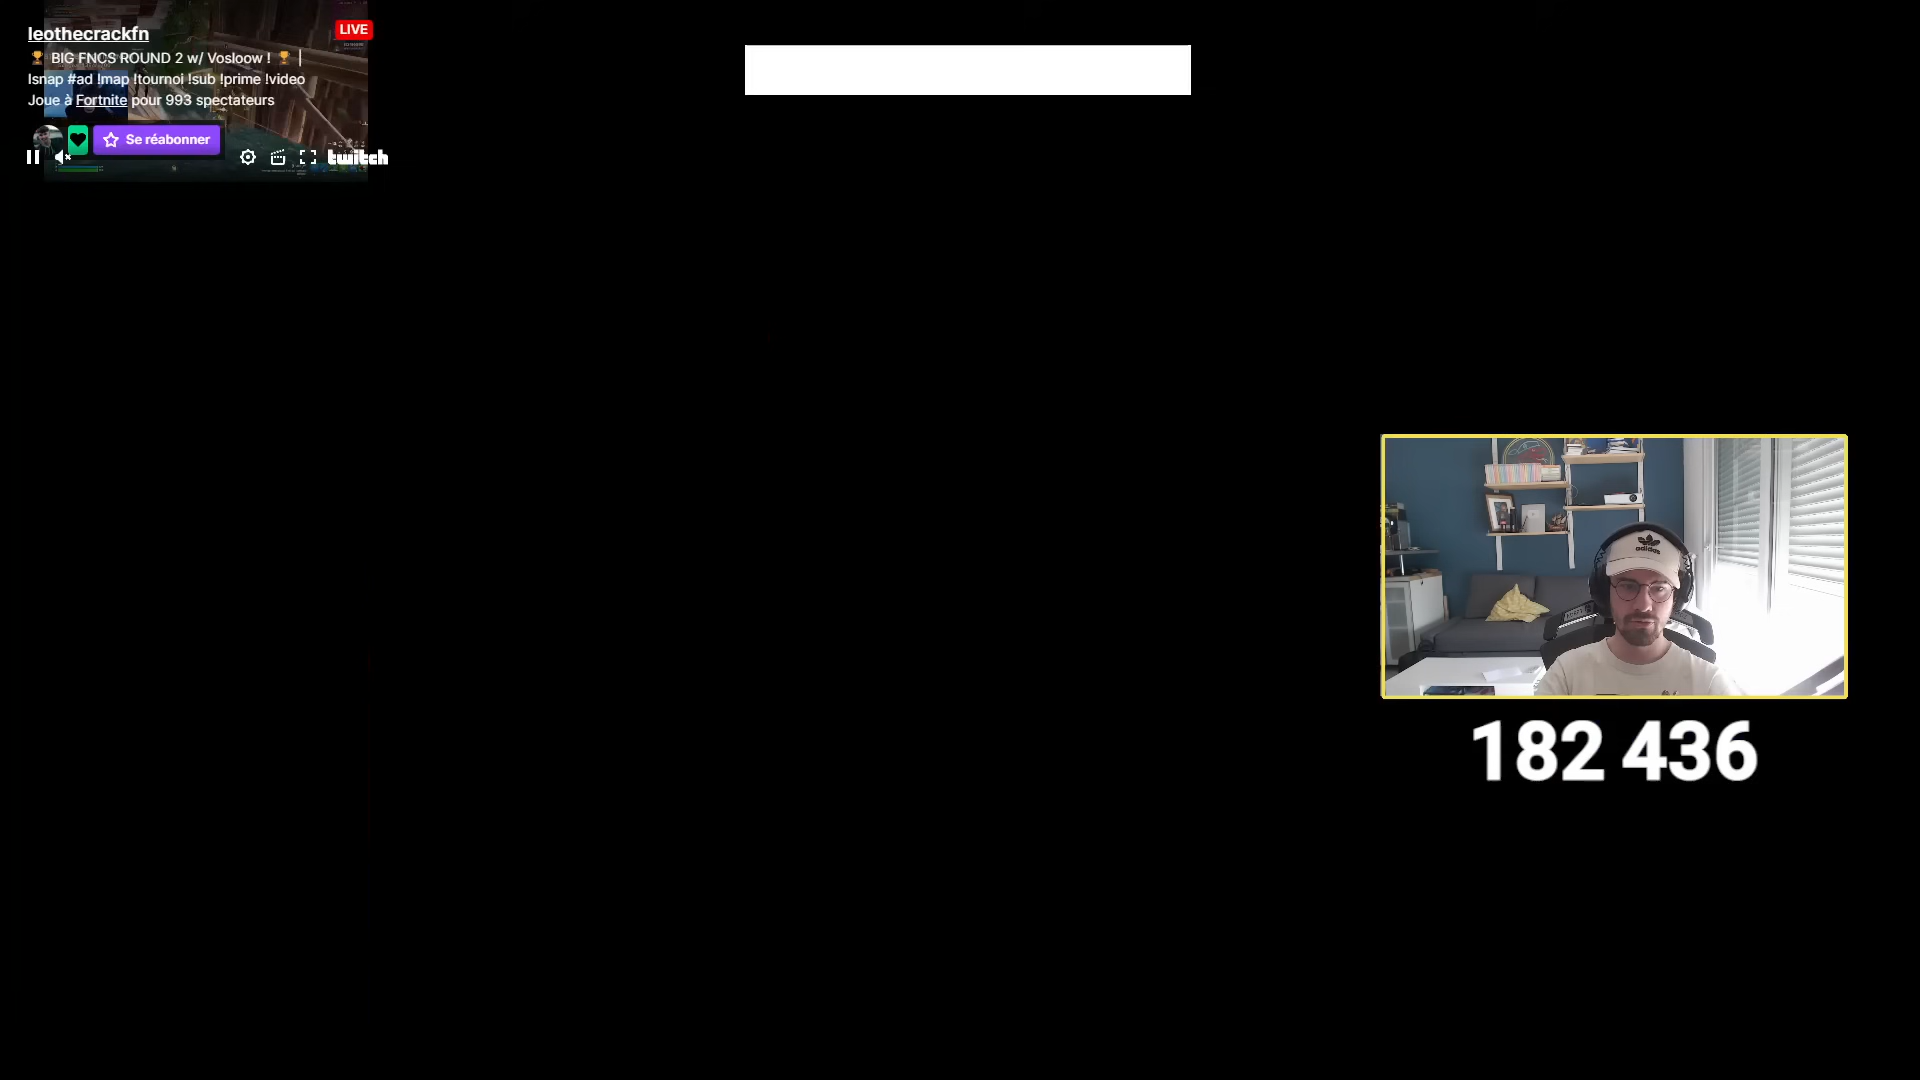 leothecrackfn
LIVE
🏆 BIG FNCS ROUND 2 w/ Vosloow ! 🏆 |
!snap #ad !map !tournoi !sub !prime !video
Joue à Fortnite pour 993 spectateurs
Se réabonner
twitch
adidas
182 436